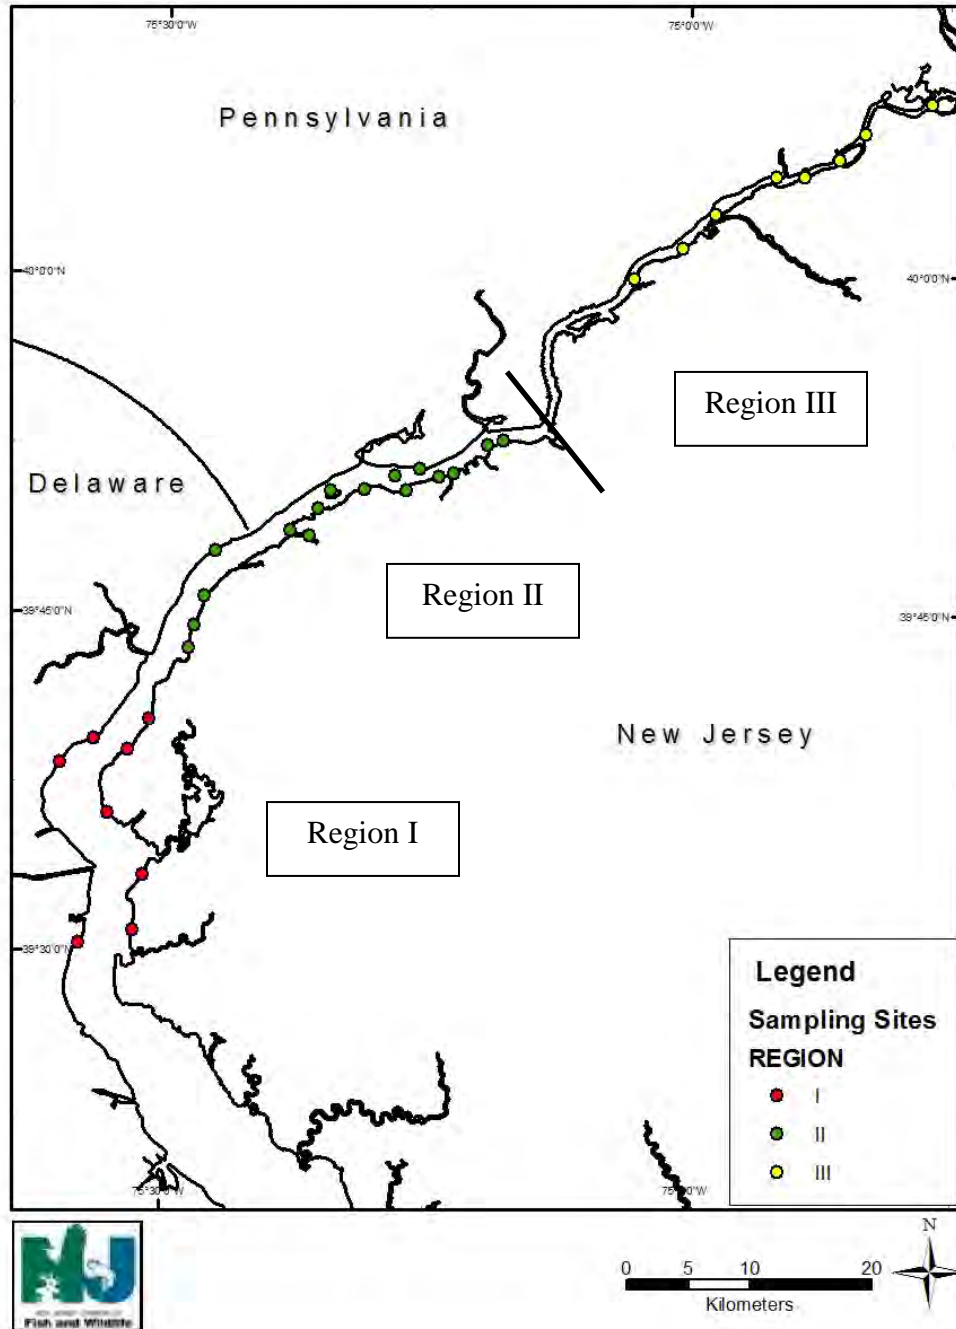 75°30'0"W
75°0'0"W
Pennsylvania
40°0'0"N
40°0'0"N
Region III
Delaware
Region II
39°45'0"N
39°45'0"N
New Jersey
Region I
39°30'0"N
Legend
Sampling Sites
REGION
I
II
III
75°30'0"W
0'0"W
N
0 5 10 20
Kilometers
NJ
Fish and Wildlife